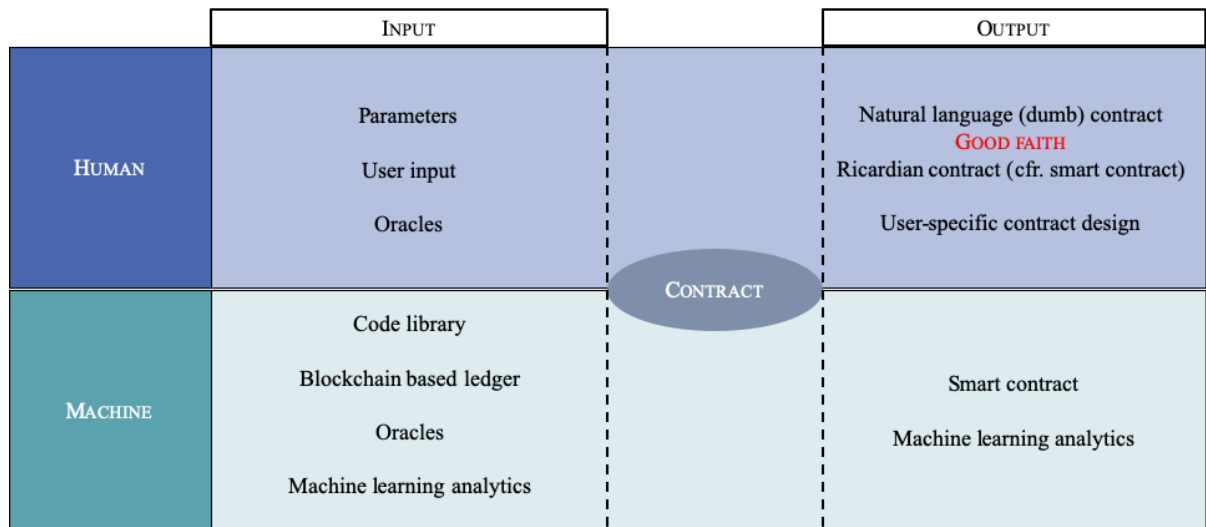 INPUT
OUTPUT
HUMAN
Parameters
User input
Oracles
Natural language (dumb) contract
GOOD FAITH
Ricardian contract (cfr. smart contract)
User-specific contract design
CONTRACT
MACHINE
Code library
Blockchain based ledger
Oracles
Machine learning analytics
Smart contract
Machine learning analytics